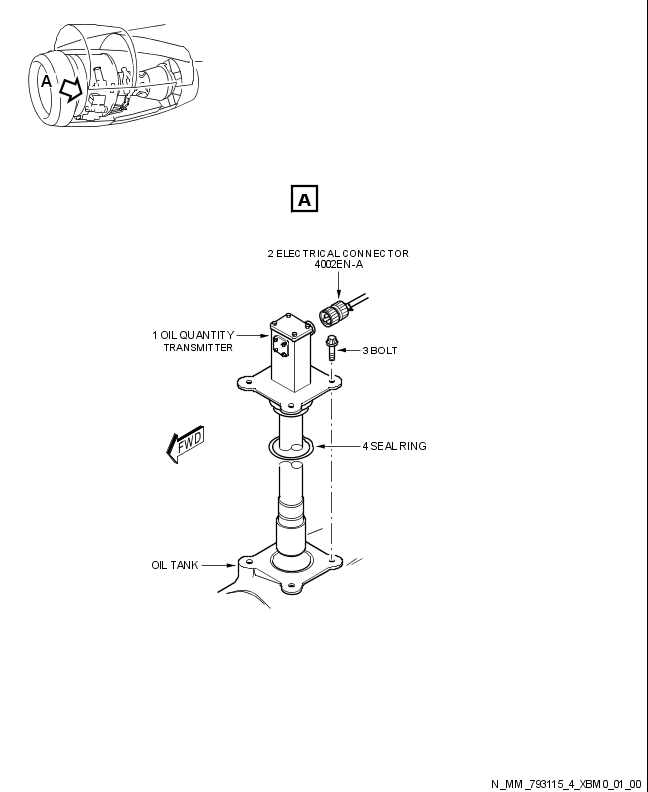 A
A
2 ELECTRICAL CONNECTOR
4002EN-A
1 OIL QUANTITY
TRANSMITTER
3 BOLT
FWD
4 SEAL RING
OIL TANK
N_MM_793115_4_XBM0_01_00